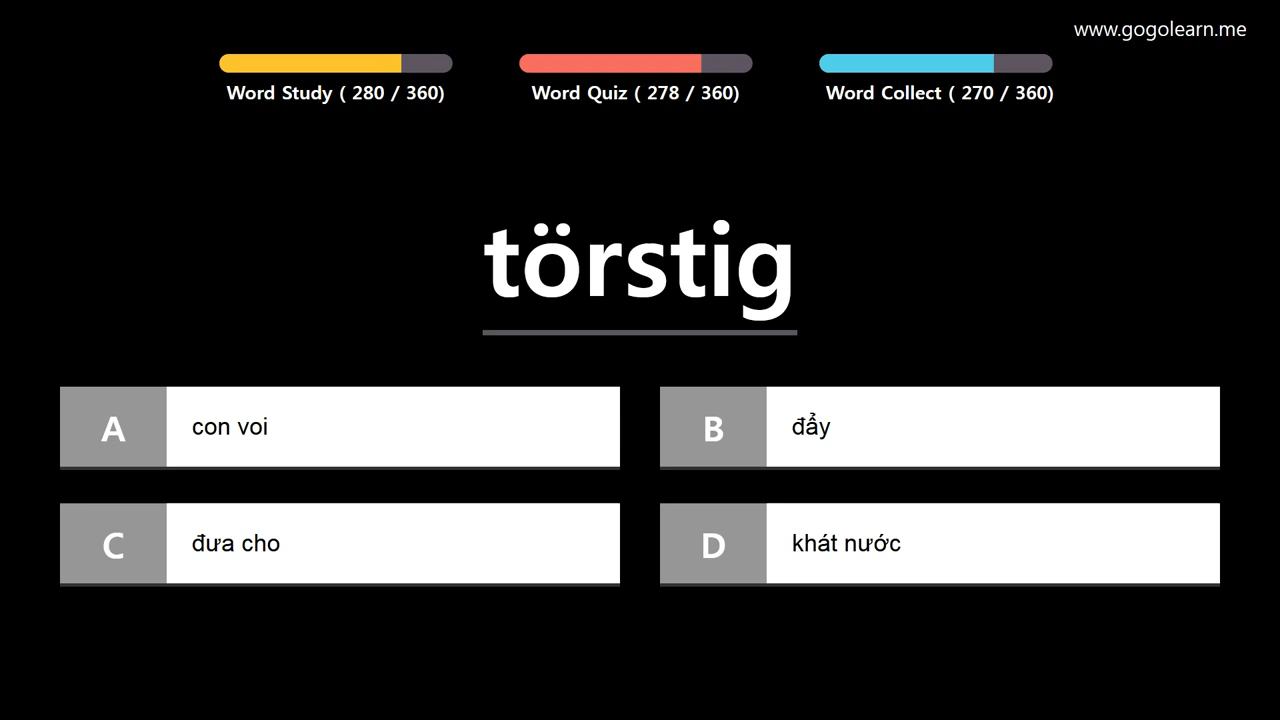 www.gogolearn.me
Word Study ( 280 / 360)
Word Quiz ( 278 / 360)
Word Collect ( 270 / 360)
törstig
A con voi
B đẩy
C đưa cho
D khát nước